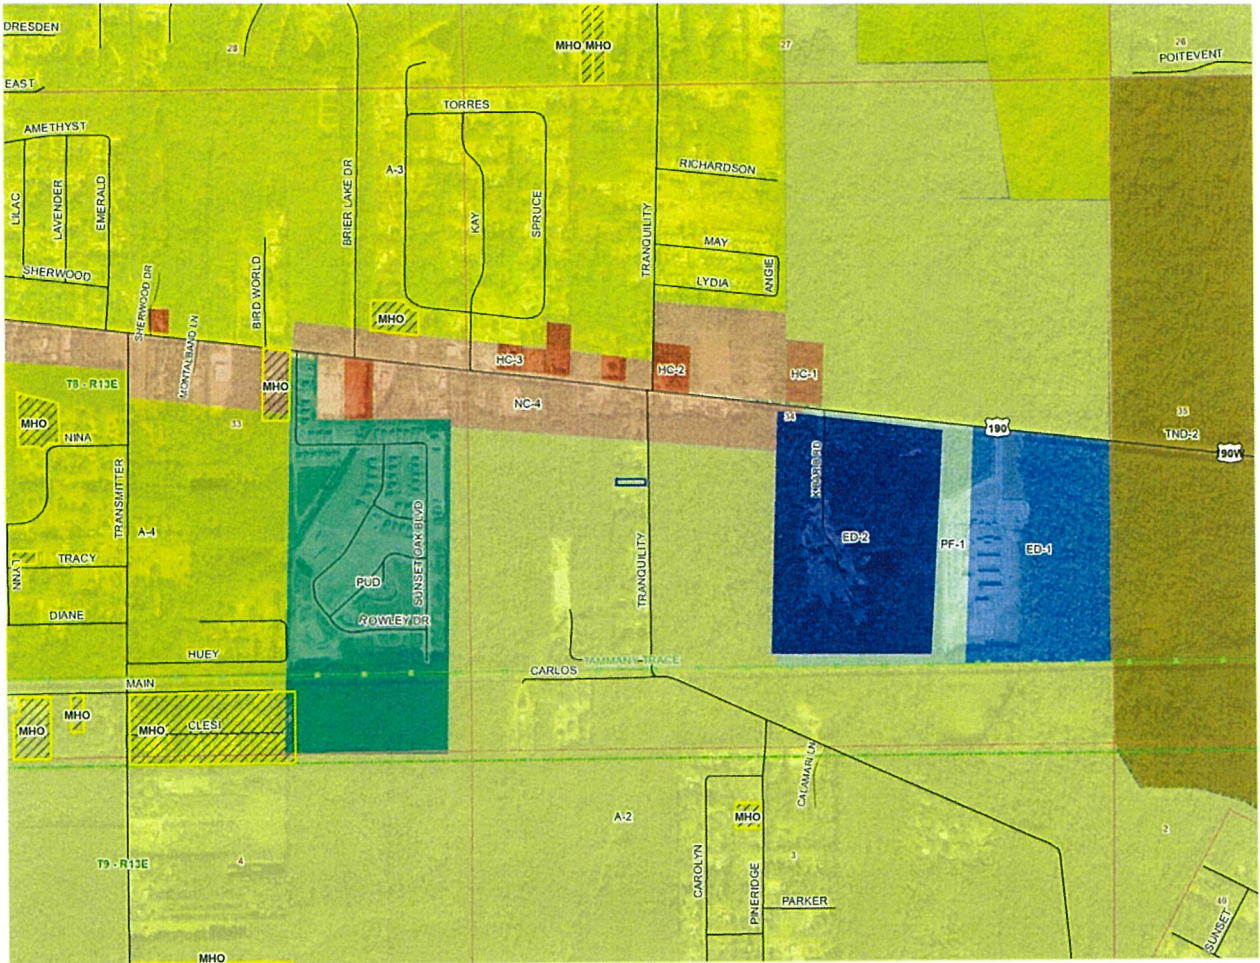 DRESDEN
28
MHO MHO
27
26
POITEVENT
EAST
TORRES
AMETHYST
A-3
BRIER LAKE DR
RICHARDSON
LILAC
LAVENDER
EMERALD
KAY
SPRUCE
TRANQUILITY
MAY
SHERWOOD
SHERWOOD DR
BIRD WORLD
LYDIA
ANGIE
MHO
MONTALBAND LN
HC-3
HC-2
HC-1
T8 - R13E
MHO
NC-4
MHO
33
34
190
35
TND-2
190W
NINA
TRANSMITTER
A-4
SUNSET OAK BLVD
TRANQUILITY
ED-2
PF-1
ED-1
LYNN
TRACY
PUD
DIANE
ROWLEY DR
HUEY
TAMMANY TRACE
CARLOS
MAIN
MHO
MHO
MHO
CLESI
CALAMARI LN
A-2
MHO
2
T9 - R13E
4
3
CAROLYN
PINERIDGE
PARKER
40
SUNSET
MHO